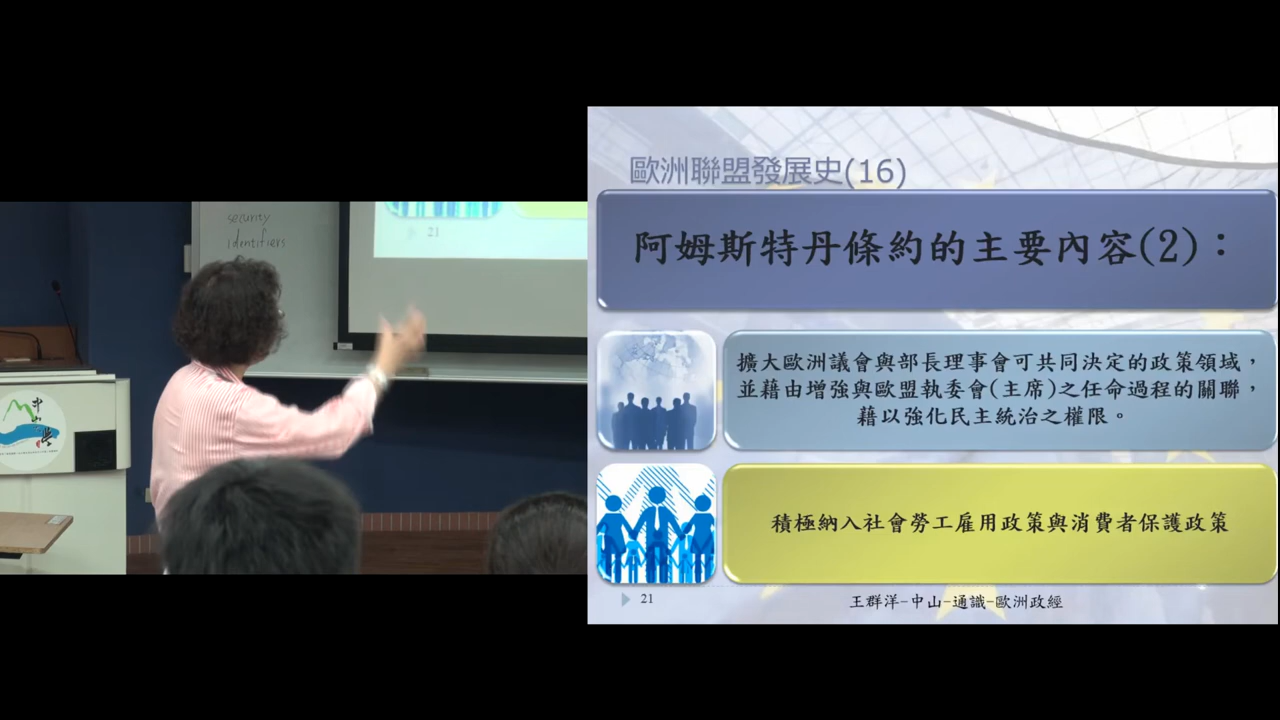 security
identifiers
21
中山大學
歐洲聯盟發展史(16)
阿姆斯特丹條約的主要內容(2)：
擴大歐洲議會與部長理事會可共同決定的政策領域，
並藉由增強與歐盟執委會(主席)之任命過程的關聯，
藉以強化民主統治之權限。
積極納入社會勞工雇用政策與消費者保護政策
21
王群洋-中山-通識-歐洲政經